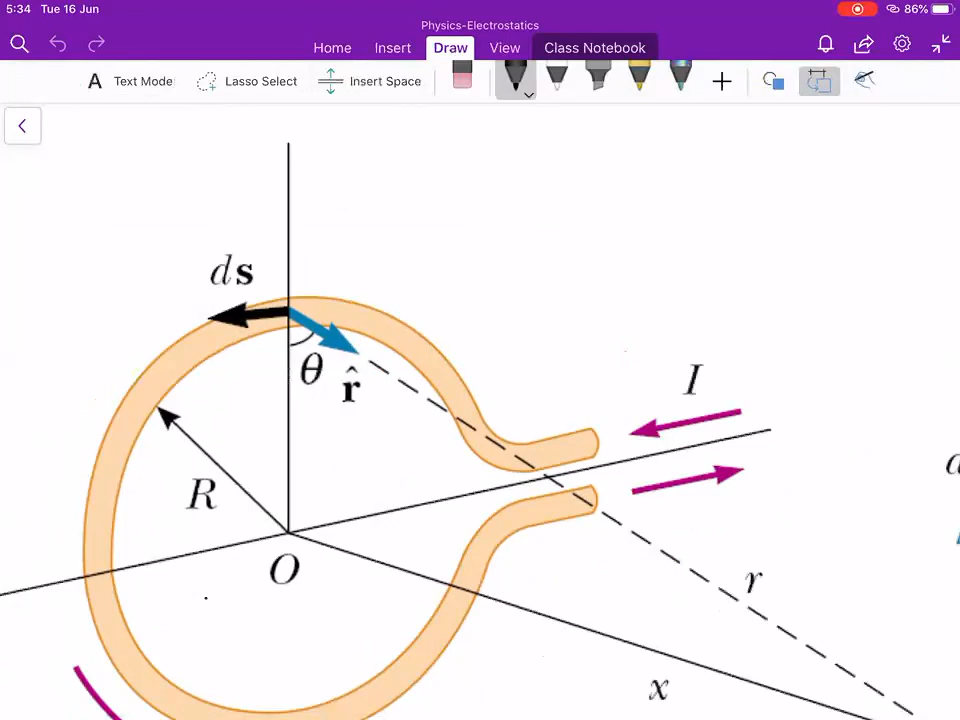 5:34 Tue 16 Jun
86%
Physics-Electrostatics
Home Insert Draw View Class Notebook
A Text Mode Lasso Select Insert Space
ds
θ
r̂
I
R
O
r
x